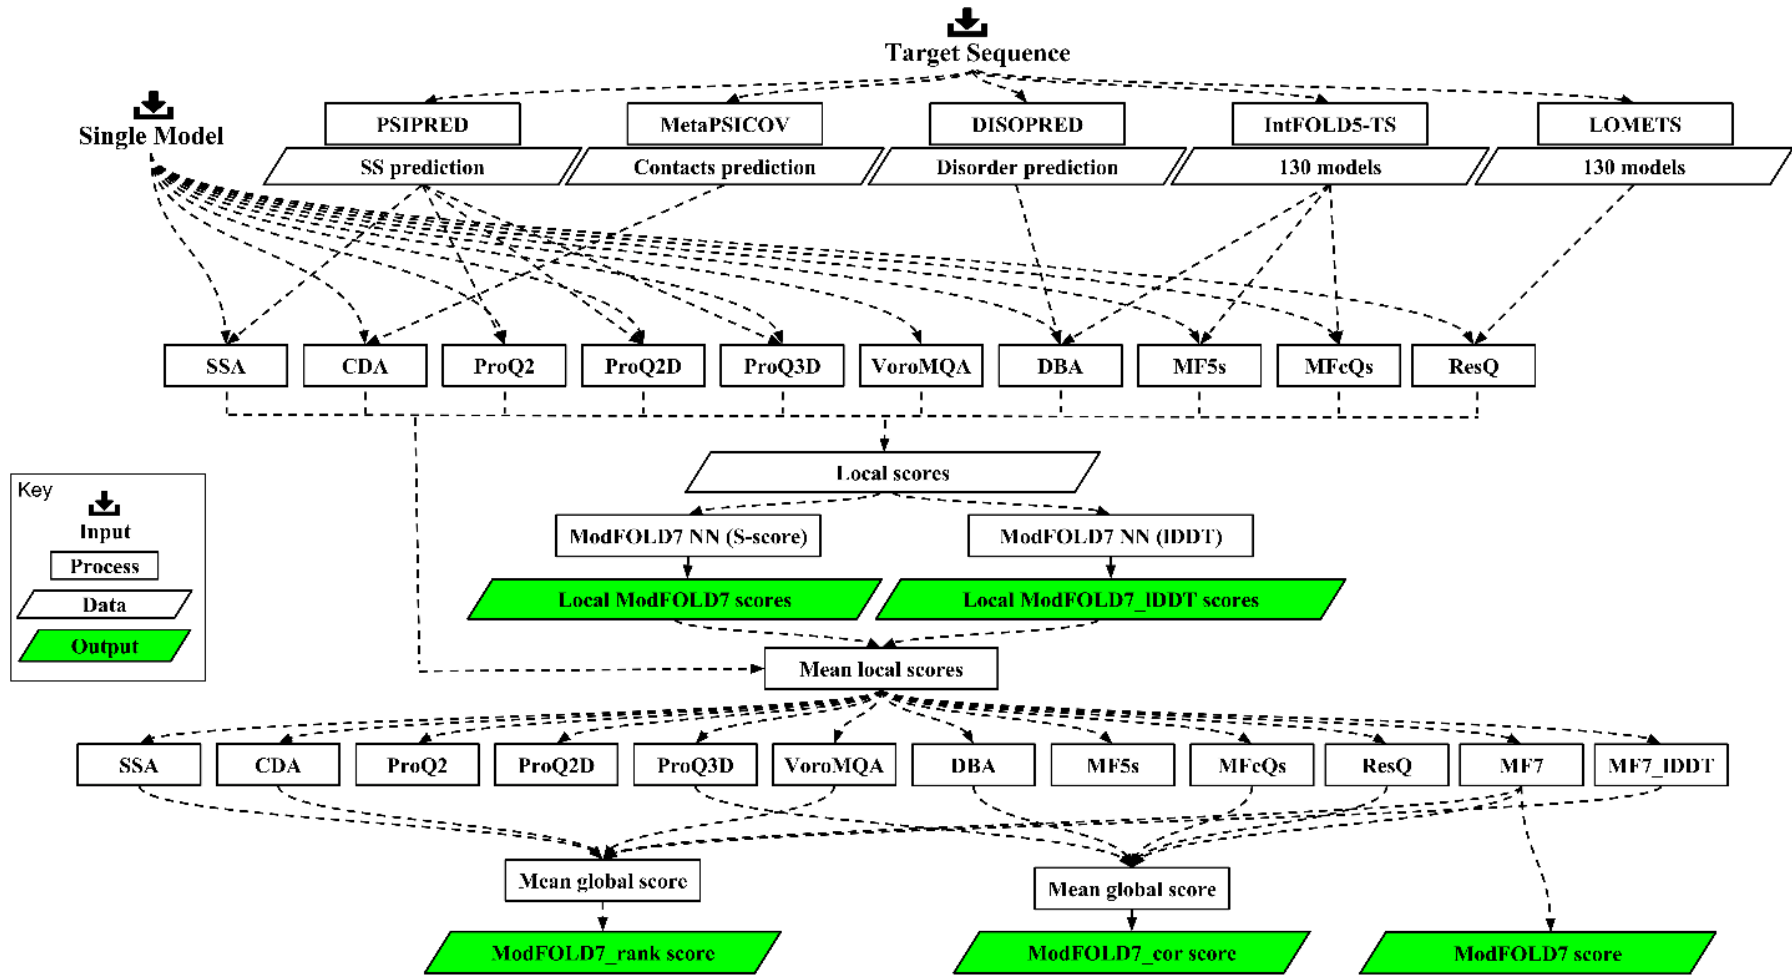 Target Sequence
Single Model
PSIPRED
MetaPSICOV
DISOPRED
IntFOLD5-TS
LOMETS
SS prediction
Contacts prediction
Disorder prediction
130 models
130 models
SSA
CDA
ProQ2
ProQ2D
ProQ3D
VoroMQA
DBA
MF5s
MFcQs
ResQ
Local scores
Key
Input
Process
Data
Output
ModFOLD7 NN (S-score)
ModFOLD7 NN (lDDT)
Local ModFOLD7 scores
Local ModFOLD7_lDDT scores
Mean local scores
SSA
CDA
ProQ2
ProQ2D
ProQ3D
VoroMQA
DBA
MF5s
MFcQs
ResQ
MF7
MF7_lDDT
Mean global score
Mean global score
ModFOLD7_rank score
ModFOLD7_cor score
ModFOLD7 score